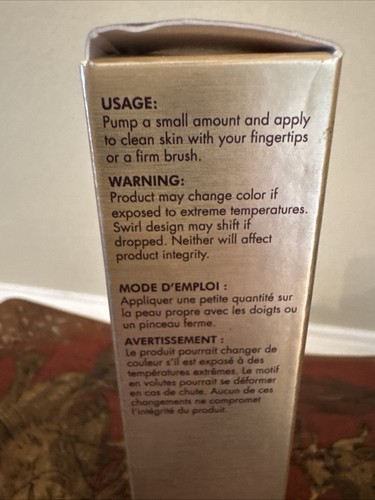 USAGE:
Pump a small amount and apply
to clean skin with your fingertips
or a firm brush.
WARNING:
Product may change color if
exposed to extreme temperatures.
Swirl design may shift if
dropped. Neither will affect
product integrity.
MODE D'EMPLOI :
Appliquer une petite quantité sur
la peau propre avec les doigts ou
un pinceau ferme.
AVERTISSEMENT :
Le produit pourrait changer de
couleur s'il est exposé à des
températures extrêmes. Le motif
en volutes pourrait se déformer
en cas de chute. Aucun de ces
changements ne compromet
l'intégrité du produit.